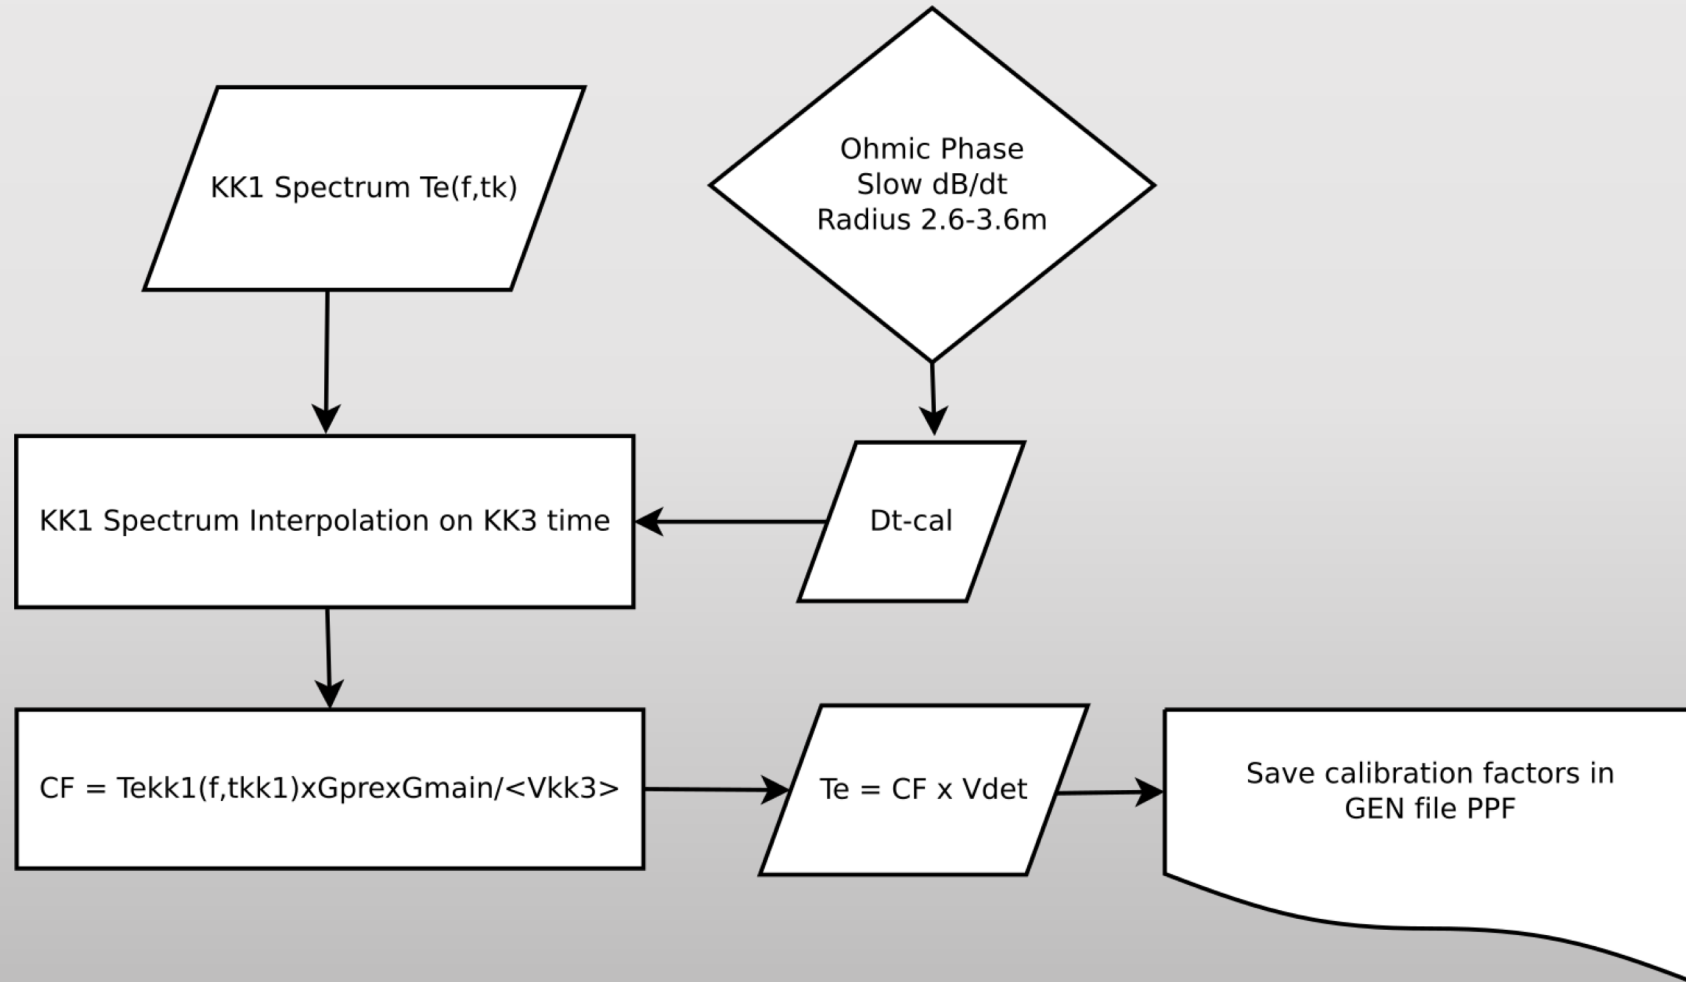 KK1 Spectrum Te(f,tk)
Ohmic Phase
Slow dB/dt
Radius 2.6-3.6m
KK1 Spectrum Interpolation on KK3 time
Dt-cal
CF = Tekk1(f,tkk1)xGprexGmain/<Vkk3>
Te = CF x Vdet
Save calibration factors in
GEN file PPF